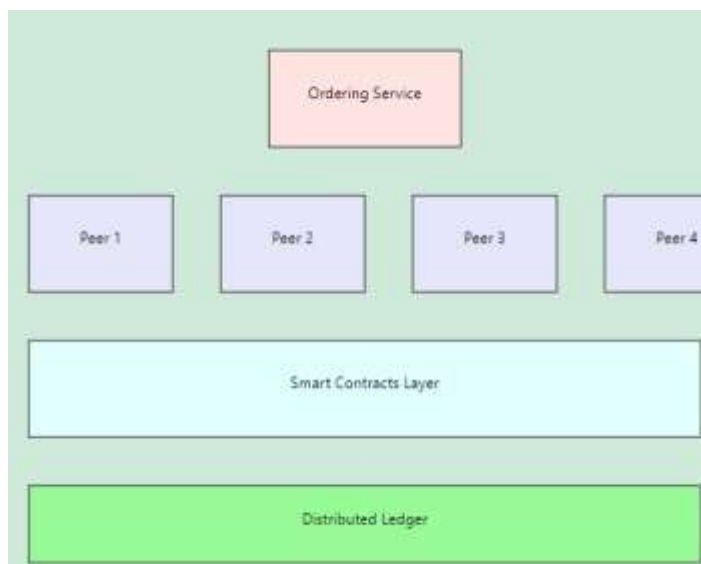 Ordering Service
Peer 1
Peer 2
Peer 3
Peer 4
Smart Contracts Layer
Distributed Ledger